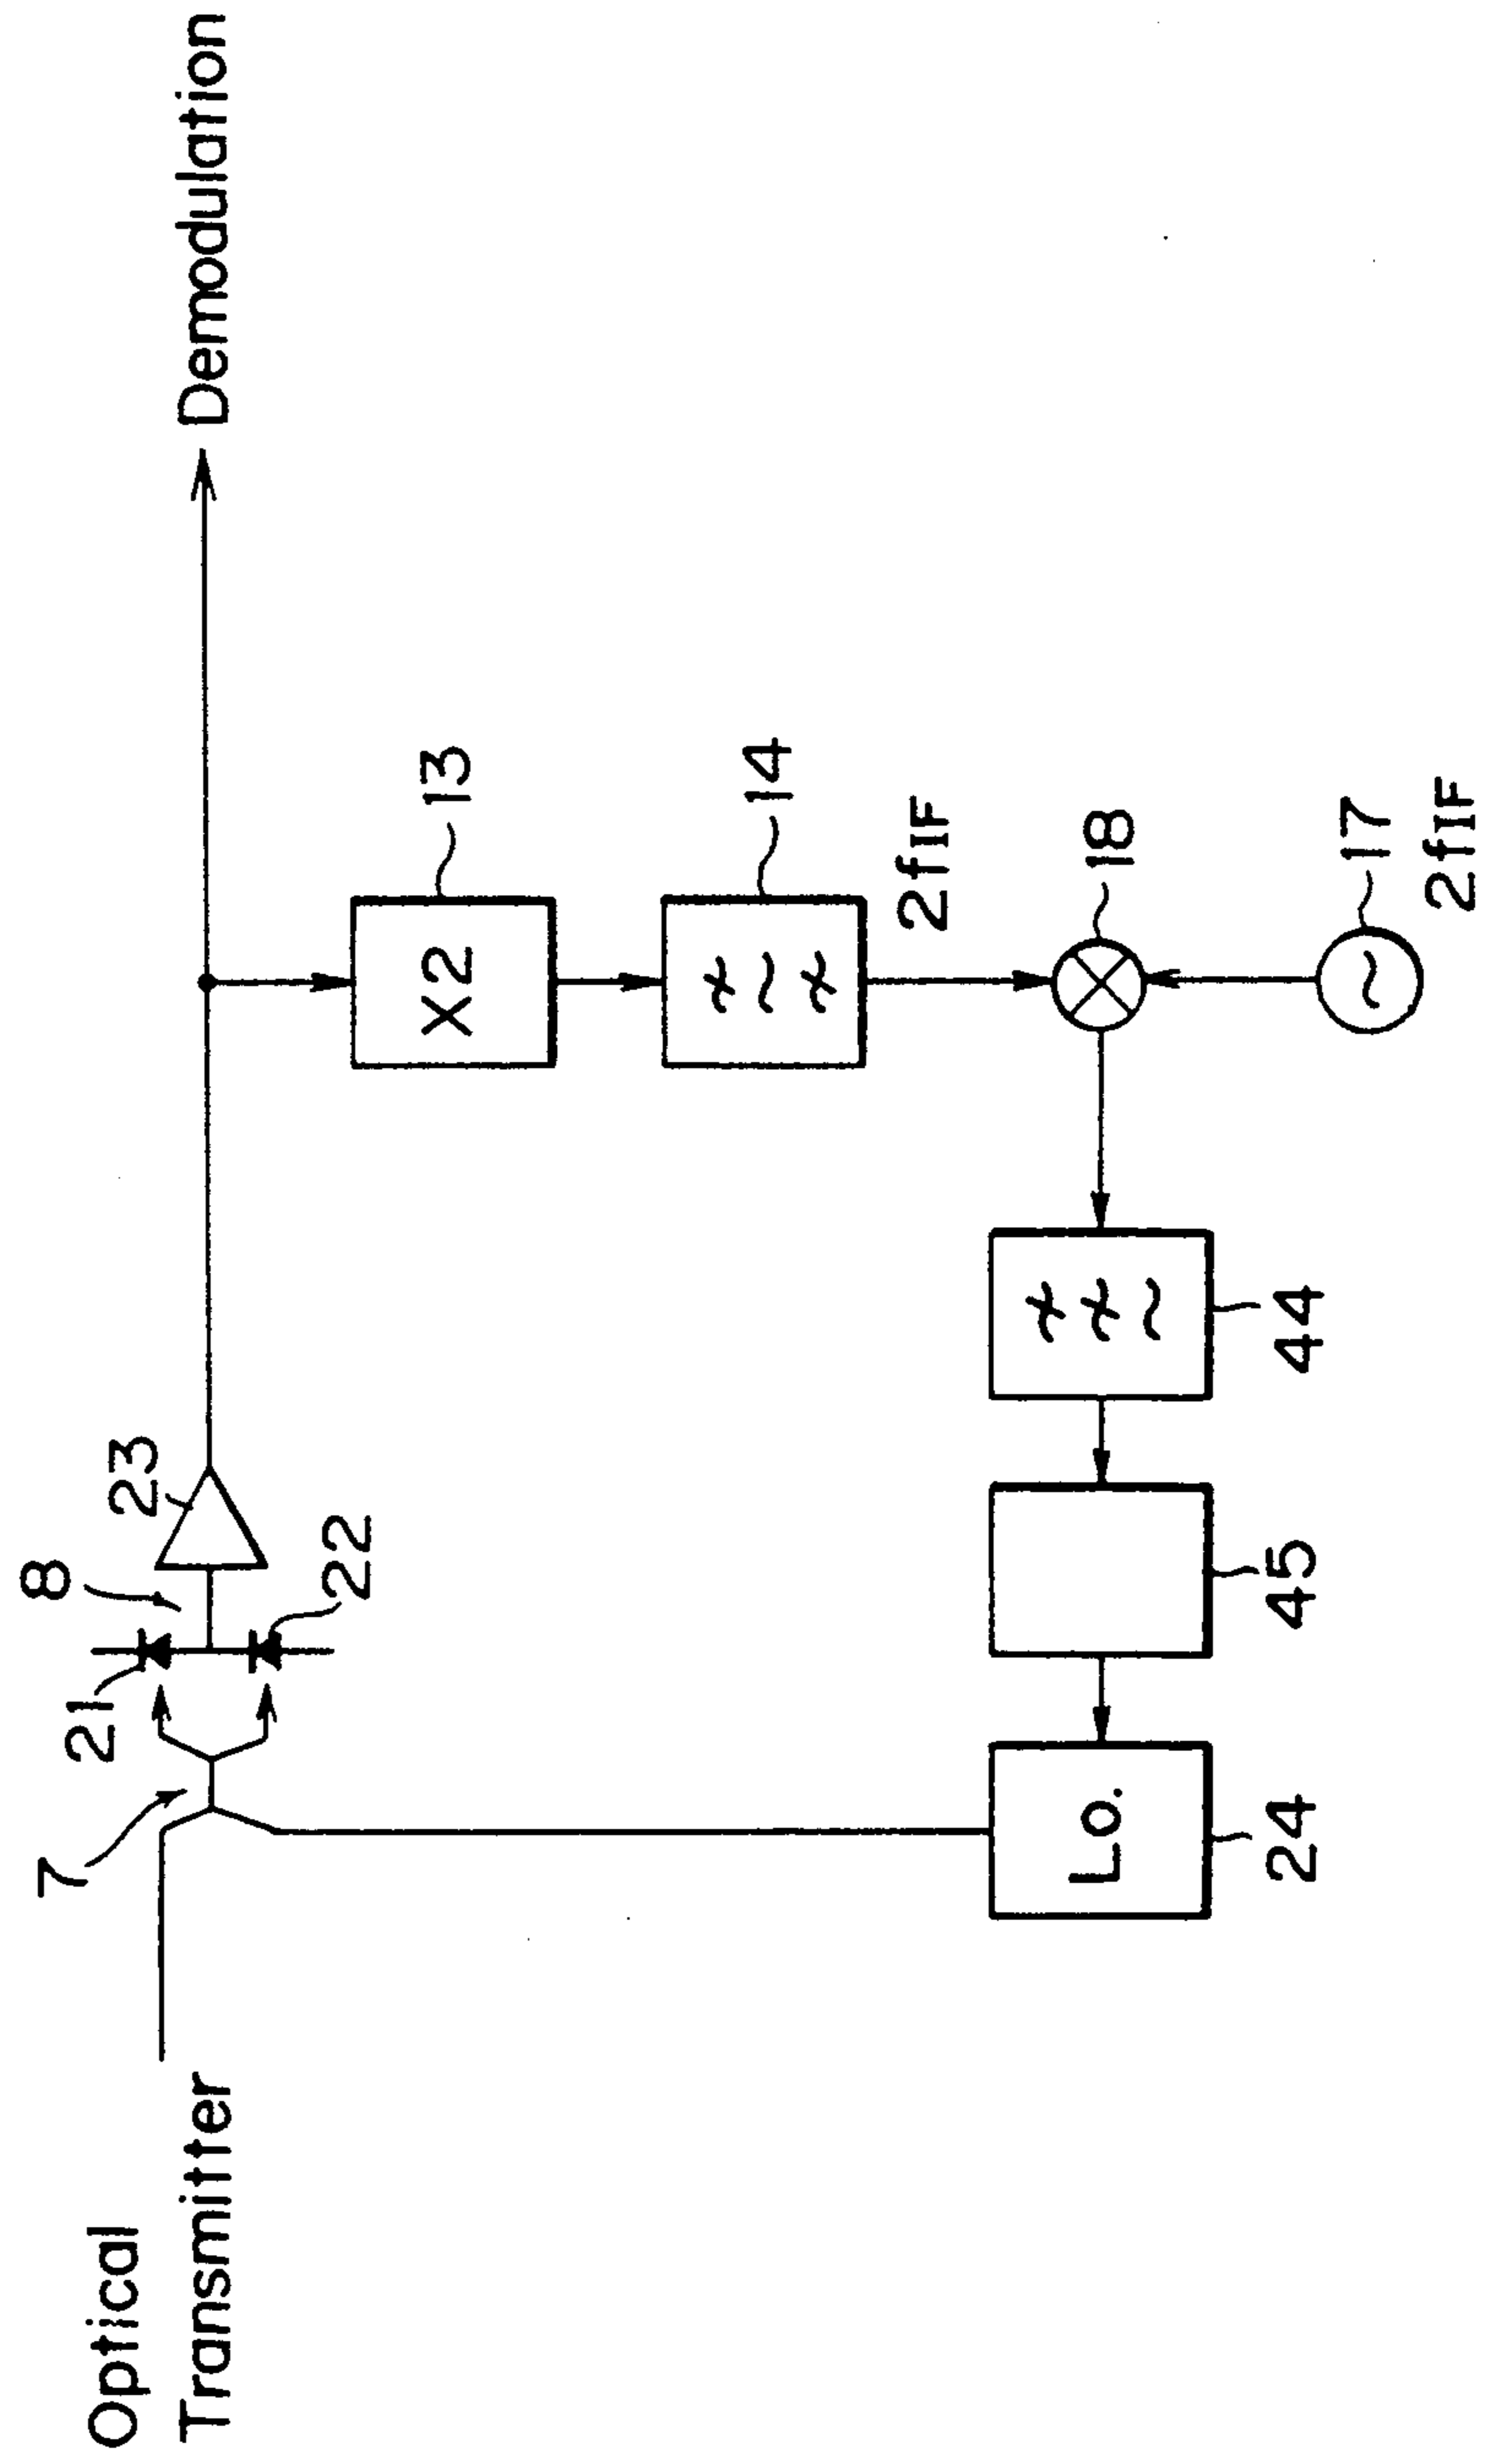 Optical
Transmitter
7
21
8
22
23
Demodulation
X2
13
14
2fIF
18
17
2fIF
44
45
Lo.
24